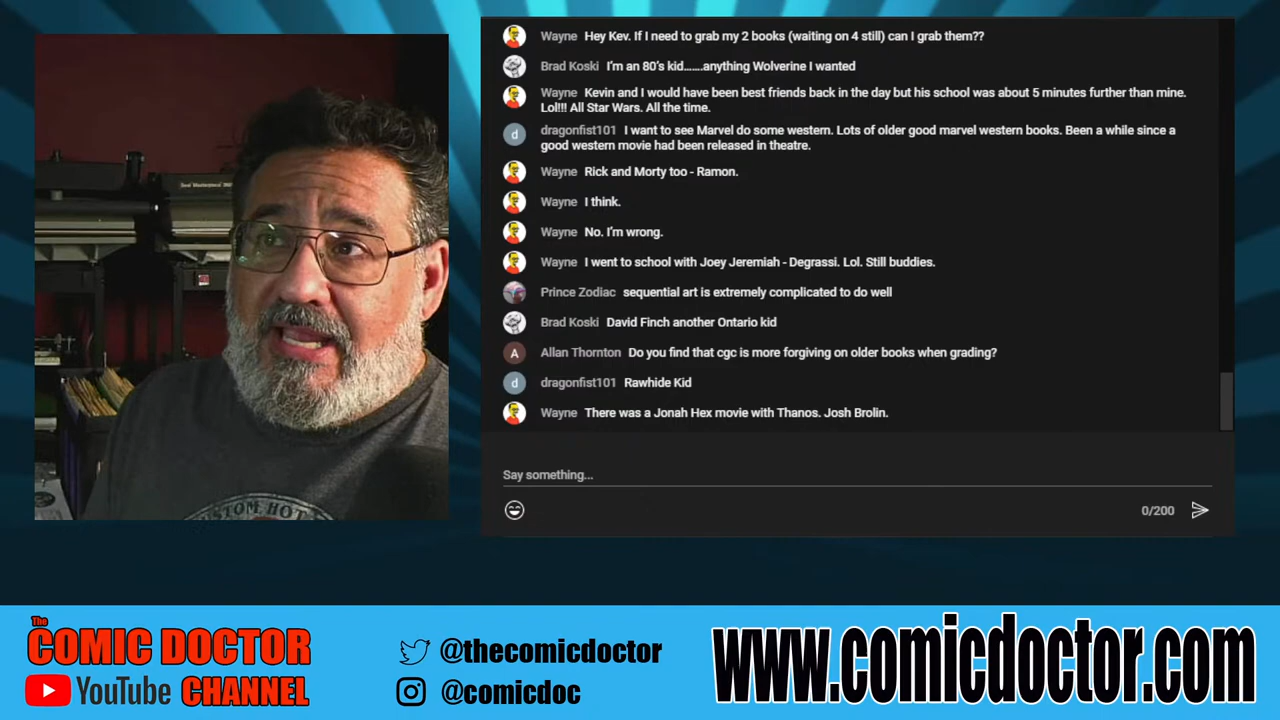 Wayne Hey Kev. If I need to grab my 2 books (waiting on 4 still) can I grab them??
Brad Koski I'm an 80's kid.......anything Wolverine I wanted
Wayne Kevin and I would have been best friends back in the day but his school was about 5 minutes further than mine.
Lol!!! All Star Wars. All the time.
d dragonfist101 I want to see Marvel do some western. Lots of older good marvel western books. Been a while since a
good western movie had been released in theatre.
Wayne Rick and Morty too - Ramon.
Wayne I think.
Wayne No. I'm wrong.
Wayne I went to school with Joey Jeremiah - Degrassi. Lol. Still buddies.
Prince Zodiac sequential art is extremely complicated to do well
Brad Koski David Finch another Ontario kid
A Allan Thornton Do you find that cgc is more forgiving on older books when grading?
d dragonfist101 Rawhide Kid
Wayne There was a Jonah Hex movie with Thanos. Josh Brolin.
Say something...
0/200
CUSTOM HOT
The
COMIC DOCTOR
YouTube CHANNEL
@thecomicdoctor
@comicdoc
www.comicdoctor.com